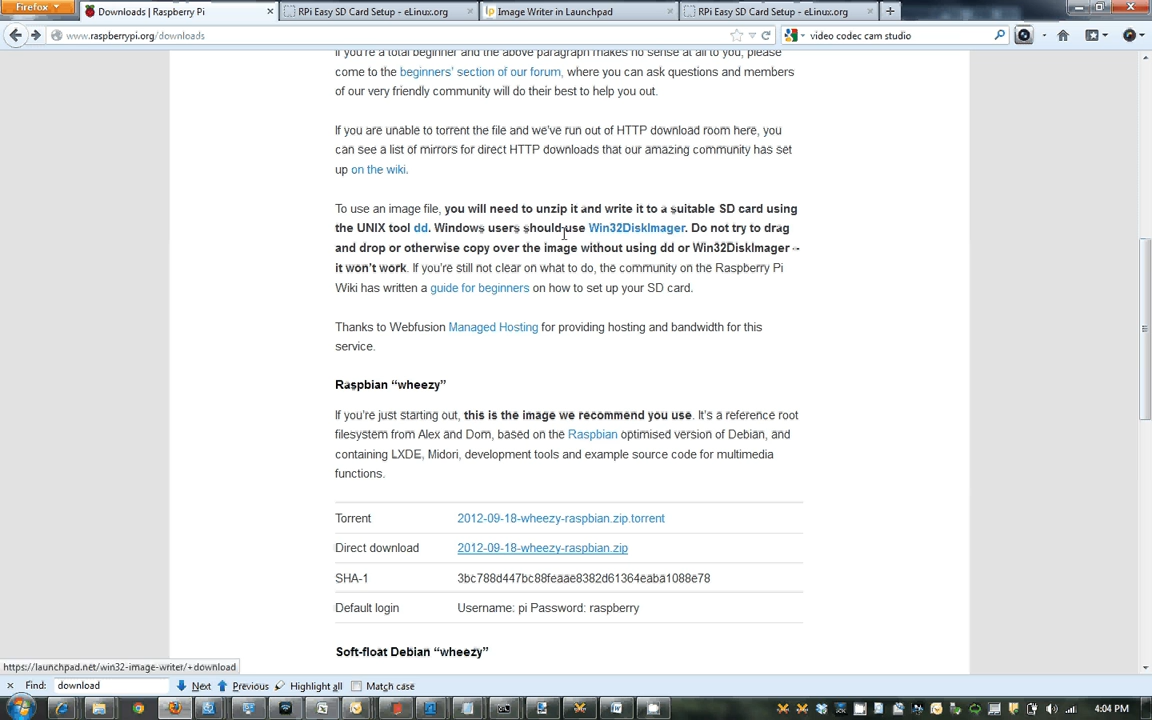 Firefox
Downloads | Raspberry Pi
RPi Easy SD Card Setup - eLinux.org
Image Writer in Launchpad
RPi Easy SD Card Setup - eLinux.org
www.raspberrypi.org/downloads
video codec cam studio
If you're a total beginner and the above paragraph makes no sense at all to you, please
come to the beginners' section of our forum, where you can ask questions and members
of our very friendly community will do their best to help you out.
If you are unable to torrent the file and we've run out of HTTP download room here, you
can see a list of mirrors for direct HTTP downloads that our amazing community has set
up on the wiki.
To use an image file, you will need to unzip it and write it to a suitable SD card using
the UNIX tool dd. Windows users should use Win32DiskImager. Do not try to drag
and drop or otherwise copy over the image without using dd or Win32DiskImager –
it won't work. If you're still not clear on what to do, the community on the Raspberry Pi
Wiki has written a guide for beginners on how to set up your SD card.
Thanks to Webfusion Managed Hosting for providing hosting and bandwidth for this
service.
Raspbian “wheezy”
If you're just starting out, this is the image we recommend you use. It's a reference root
filesystem from Alex and Dom, based on the Raspbian optimised version of Debian, and
containing LXDE, Midori, development tools and example source code for multimedia
functions.
Torrent 2012-09-18-wheezy-raspbian.zip.torrent
Direct download 2012-09-18-wheezy-raspbian.zip
SHA-1 3bc788d447bc88feaae8382d61364eaba1088e78
Default login Username: pi Password: raspberry
Soft-float Debian “wheezy”
https://launchpad.net/win32-image-writer/+download
Find: download Next Previous Highlight all Match case
4:04 PM